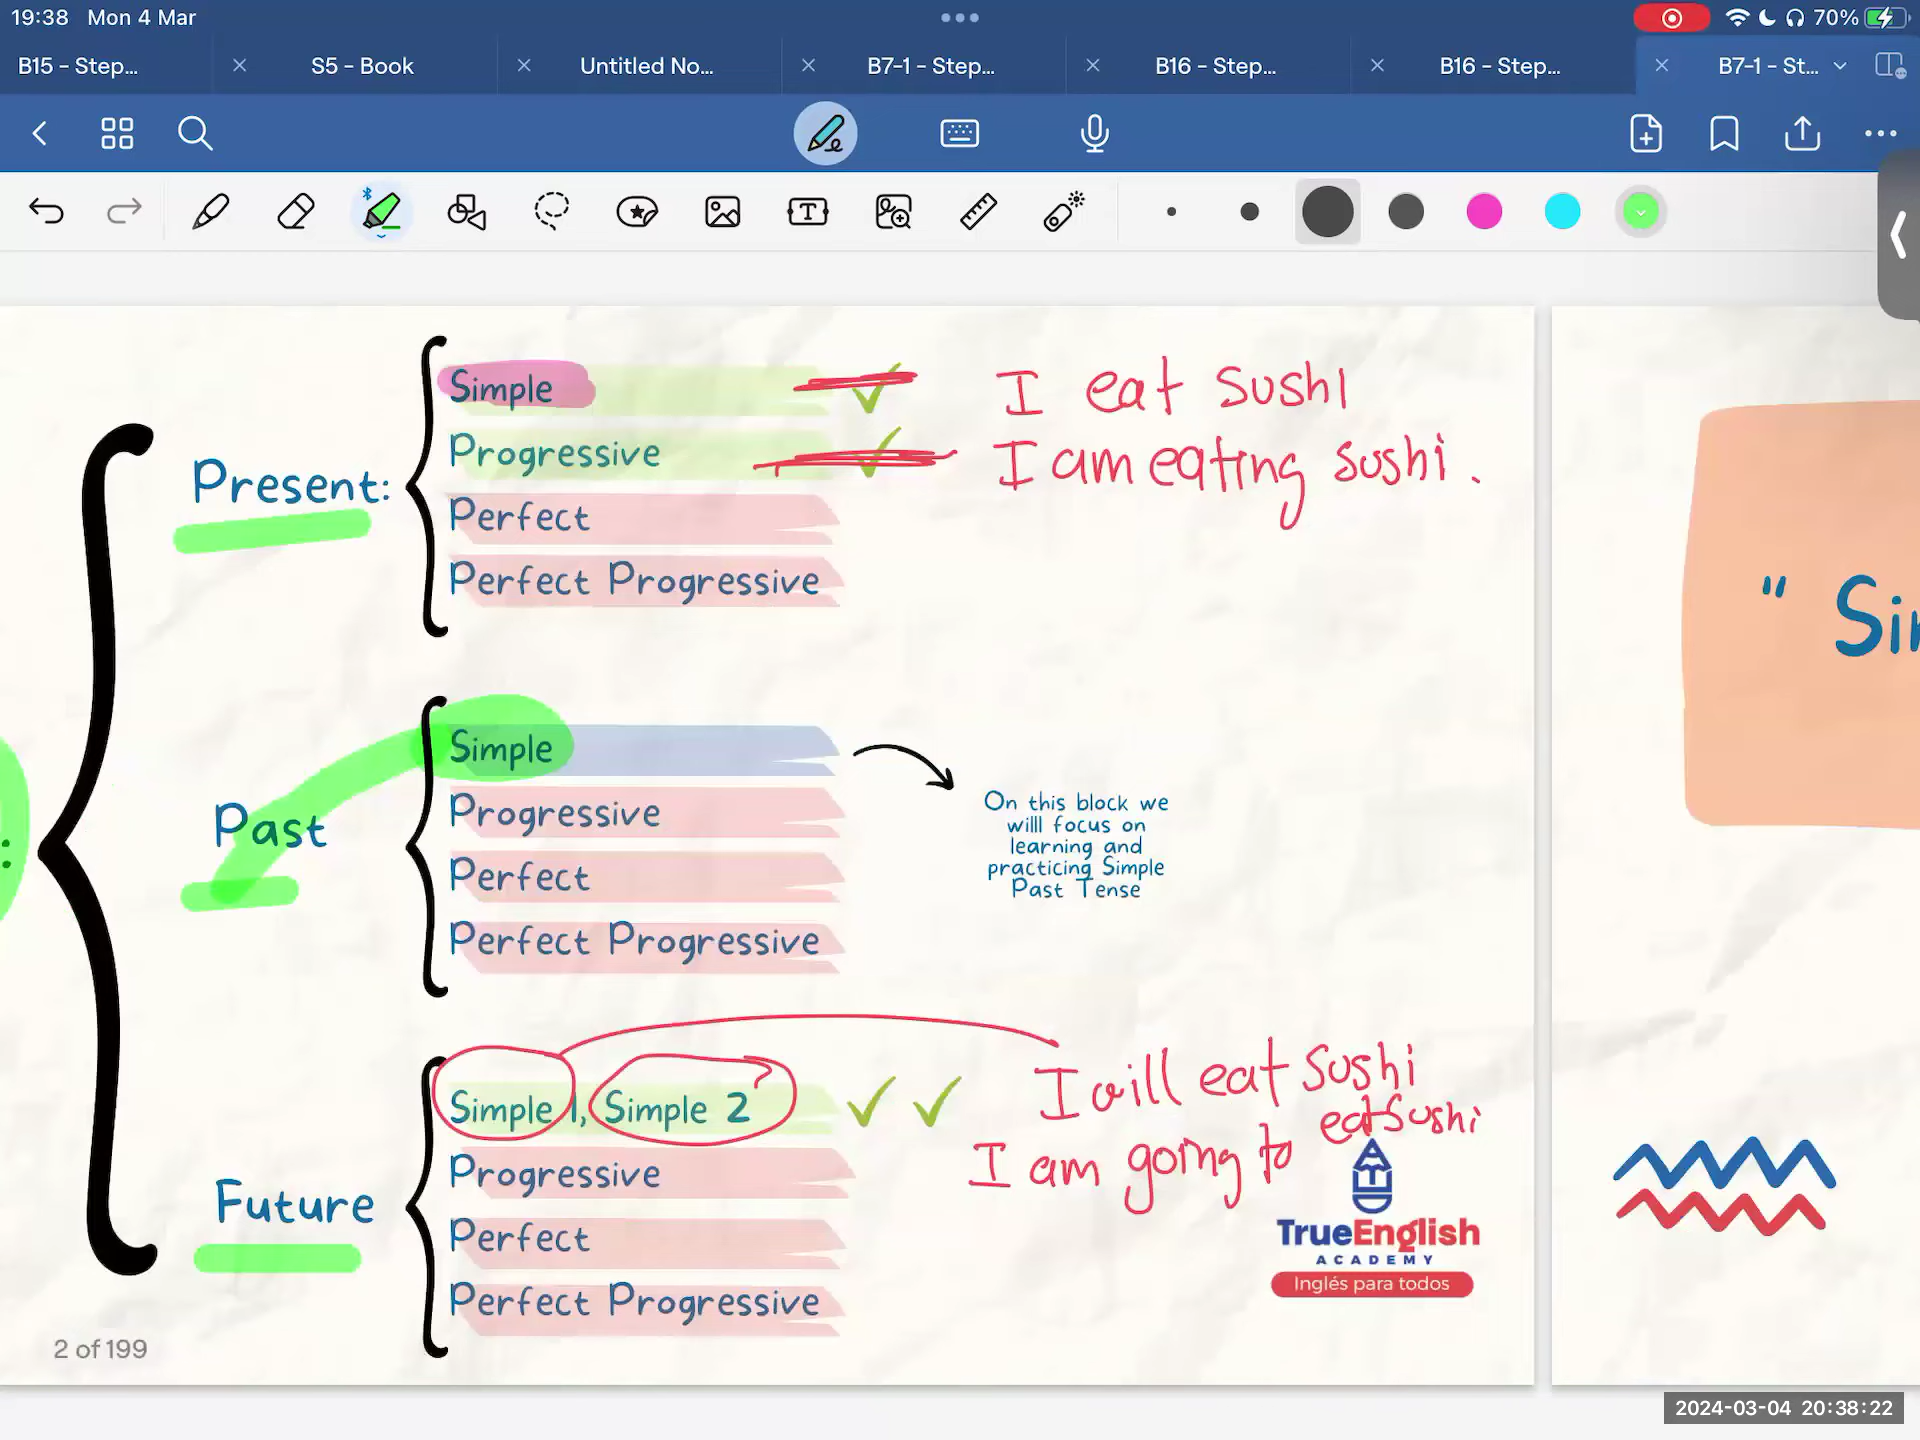 19:38 Mon 4 Mar
70%
B15 – Step...
S5 – Book
Untitled No...
B7-1 – Step...
B16 – Step...
B16 – Step...
B7-1 – St...
Present:
Simple
Progressive
Perfect
Perfect Progressive
I eat sushi
I am eating sushi.
Past
Simple
Progressive
Perfect
Perfect Progressive
On this block we
willl focus on
learning and
practicing Simple
Past Tense
Future
Simple 1, Simple 2
Progressive
Perfect
Perfect Progressive
I will eat sushi
I am going to eat sushi
TrueEnglish
ACADEMY
Inglés para todos
2 of 199
"
2024-03-04 20:38:22